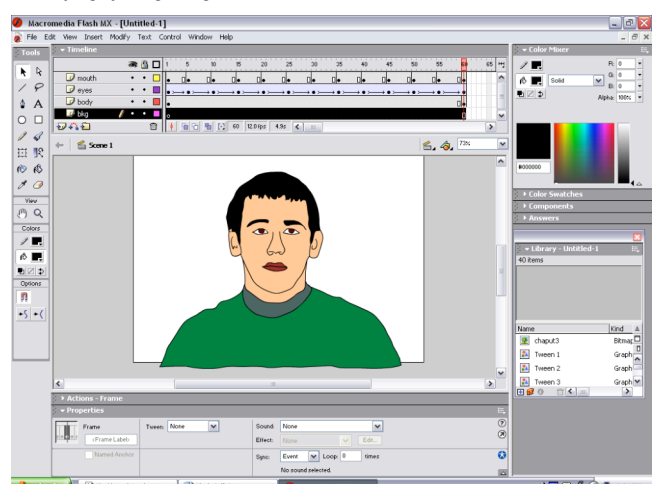 Macromedia Flash MX - [Untitled-1]
File Edit View Insert Modify Text Control Window Help
Tools
View
Colors
Options
Timeline
1 5 10 15 20 25 30 35 40 45 50 55 60 65
mouth
eyes
body
bkg
60 12.0 fps 4.9s
Scene 1
73%
Color Mixer
Solid
R: 0
G: 0
B: 0
Alpha: 100%
#000000
Color Swatches
Components
Answers
Library - Untitled-1
40 items
Name Kind
chaput3 Bitmap
Tween 1 Graph
Tween 2 Graph
Tween 3 Graph
Actions - Frame
Properties
Frame Tween: None Sound: None
<Frame Label> Effect: None Edit...
Named Anchor Sync: Event Loop: 0 times
No sound selected.